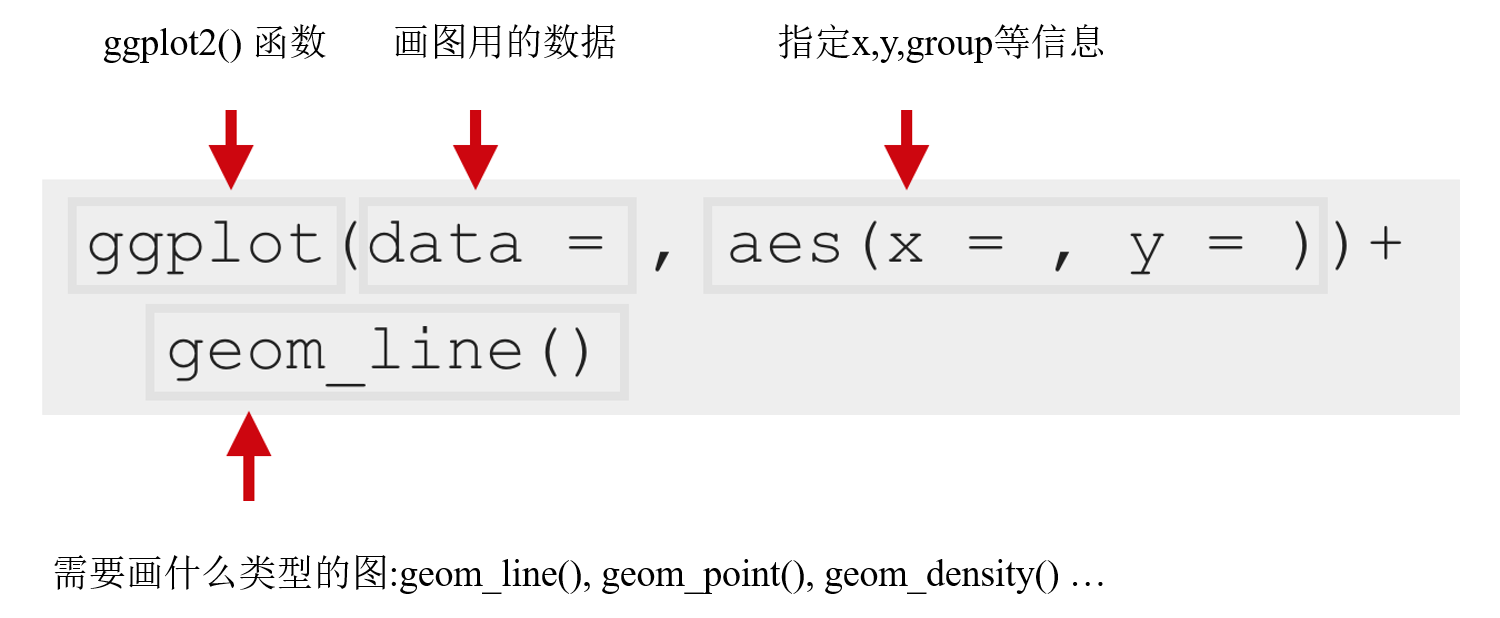 ggplot2() 函数 画图用的数据 指定x,y,group等信息
ggplot(data = , aes(x = , y = ))+
geom_line()
需要画什么类型的图:geom_line(), geom_point(), geom_density() …